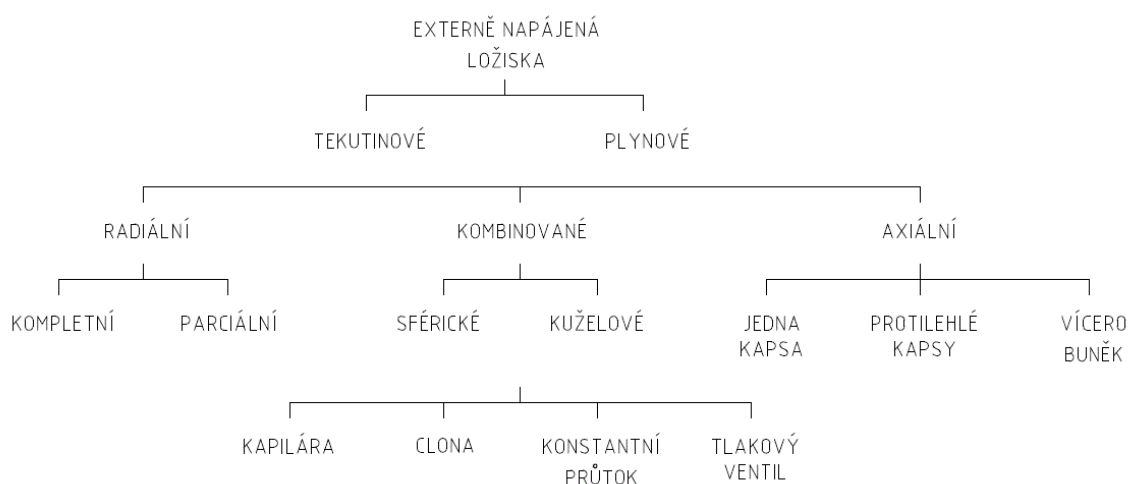 EXTERNĚ NAPÁJENÁ
LOŽISKA
TEKUTINOVÉ
PLYNOVÉ
RADIÁLNÍ
KOMBINOVANÉ
AXIÁLNÍ
KOMPLETNÍ
PARCIÁLNÍ
SFÉRICKÉ
KUŽELOVÉ
JEDNA
KAPSA
PROTILEHLÉ
KAPSY
VÍCERO
BUNĚK
KAPILÁRA
CLONA
KONSTANTNÍ
PRŮTOK
TLAKOVÝ
VENTIL